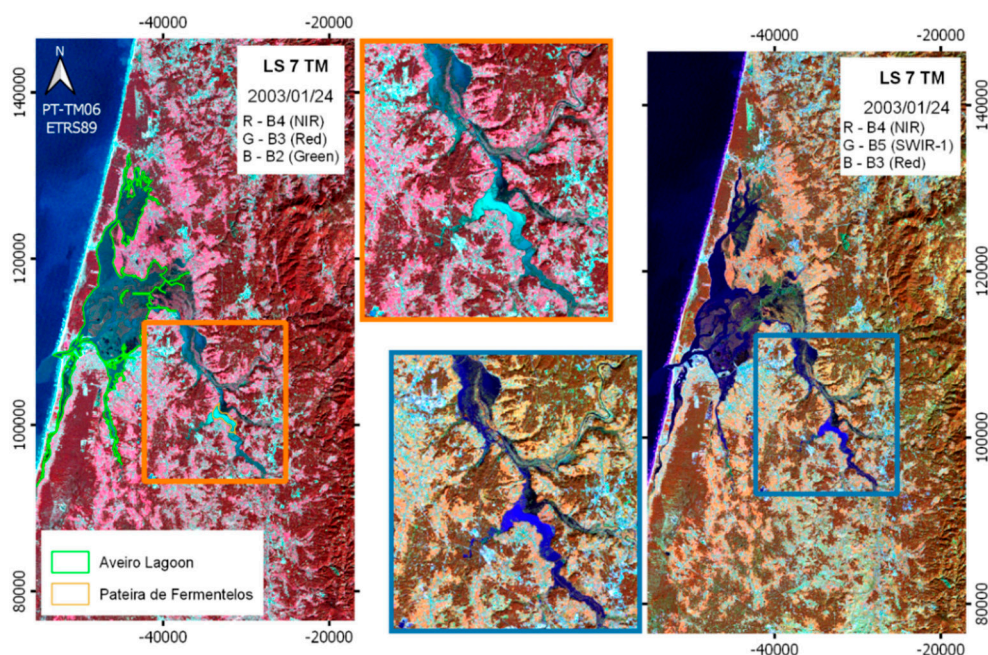 -40000
-20000
N
PT-TM06
ETRS89
LS 7 TM
2003/01/24
R - B4 (NIR)
G - B3 (Red)
B - B2 (Green)
140000
120000
100000
80000
Aveiro Lagoon
Pateira de Fermentelos
-40000
-20000
-40000
-20000
LS 7 TM
2003/01/24
R - B4 (NIR)
G - B5 (SWIR-1)
B - B3 (Red)
140000
120000
100000
80000
-40000
-20000